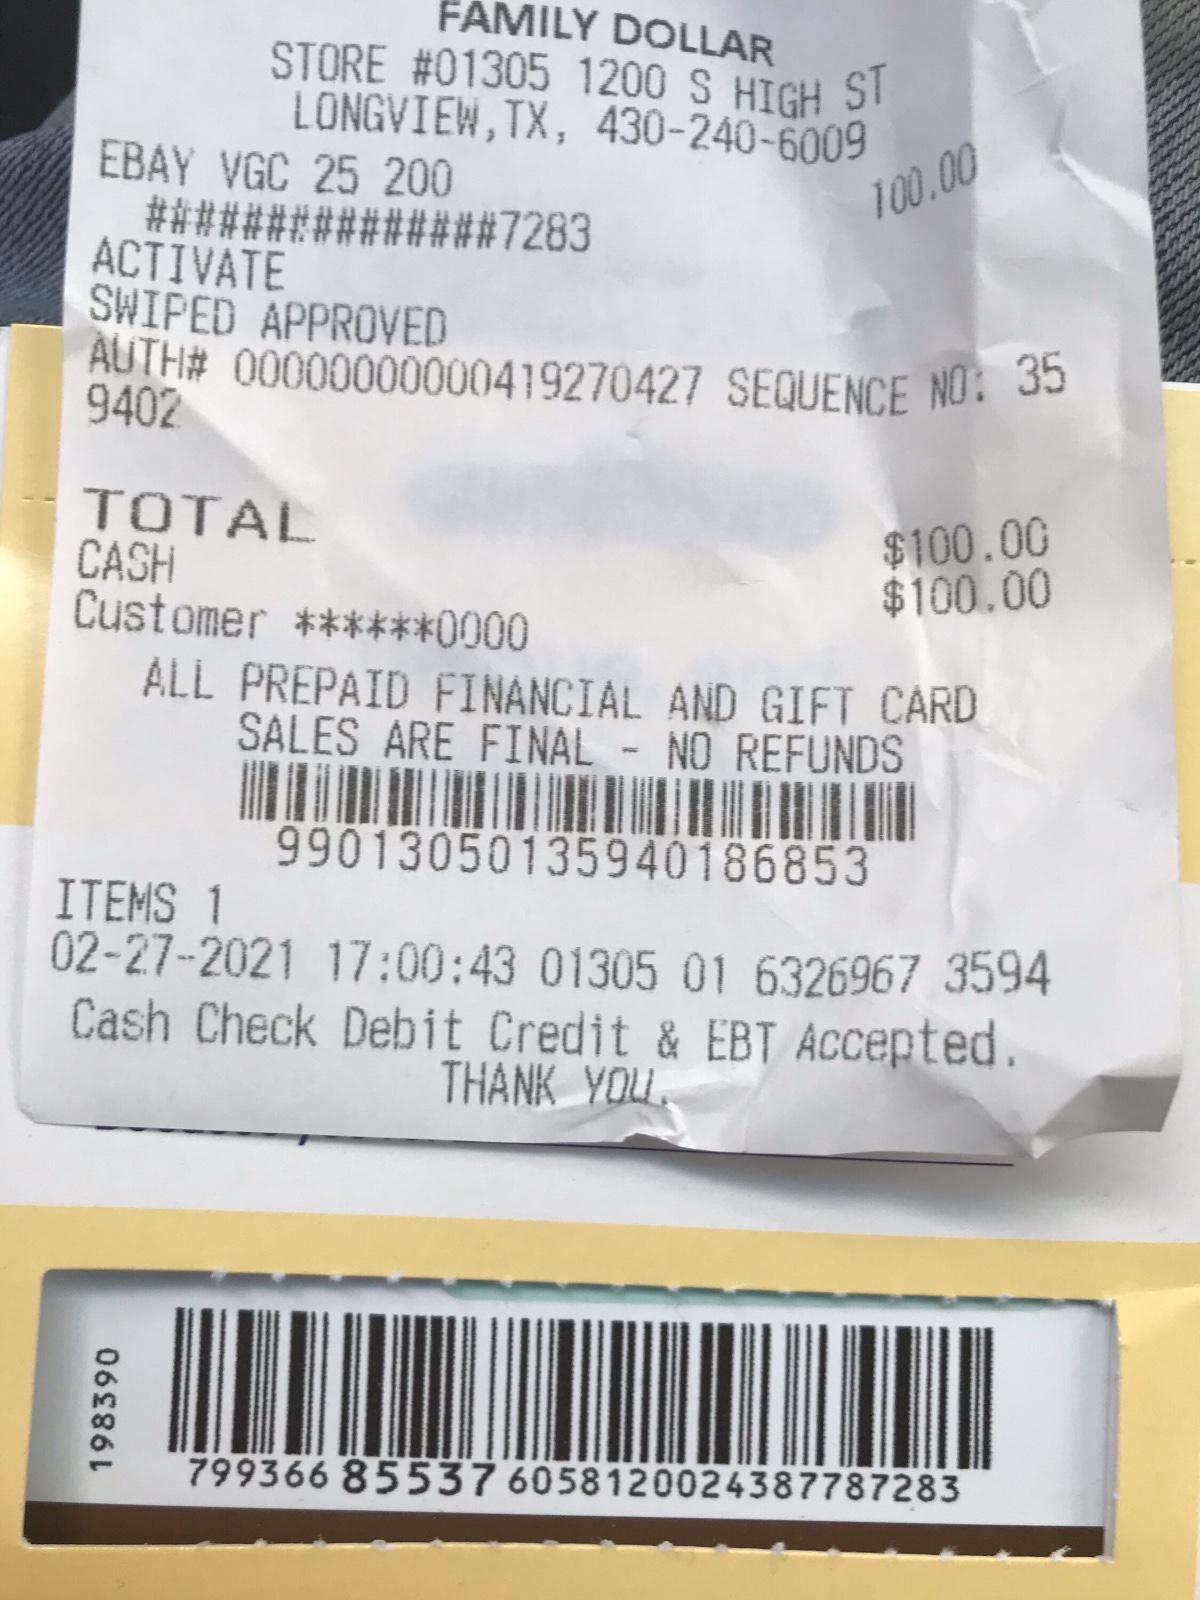 FAMILY DOLLAR
STORE #01305 1200 S HIGH ST
LONGVIEW,TX, 430-240-6009
EBAY VGC 25 200 100.00
###############7283
ACTIVATE
SWIPED APPROVED
AUTH# 00000000000419270427 SEQUENCE NO: 35
9402
TOTAL $100.00
CASH $100.00
Customer ******0000
ALL PREPAID FINANCIAL AND GIFT CARD
SALES ARE FINAL - NO REFUNDS
99013050135940186853
ITEMS 1
02-27-2021 17:00:43 01305 01 6326967 3594
Cash Check Debit Credit & EBT Accepted.
THANK YOU.
198390
799366 85537 6058120024387787283